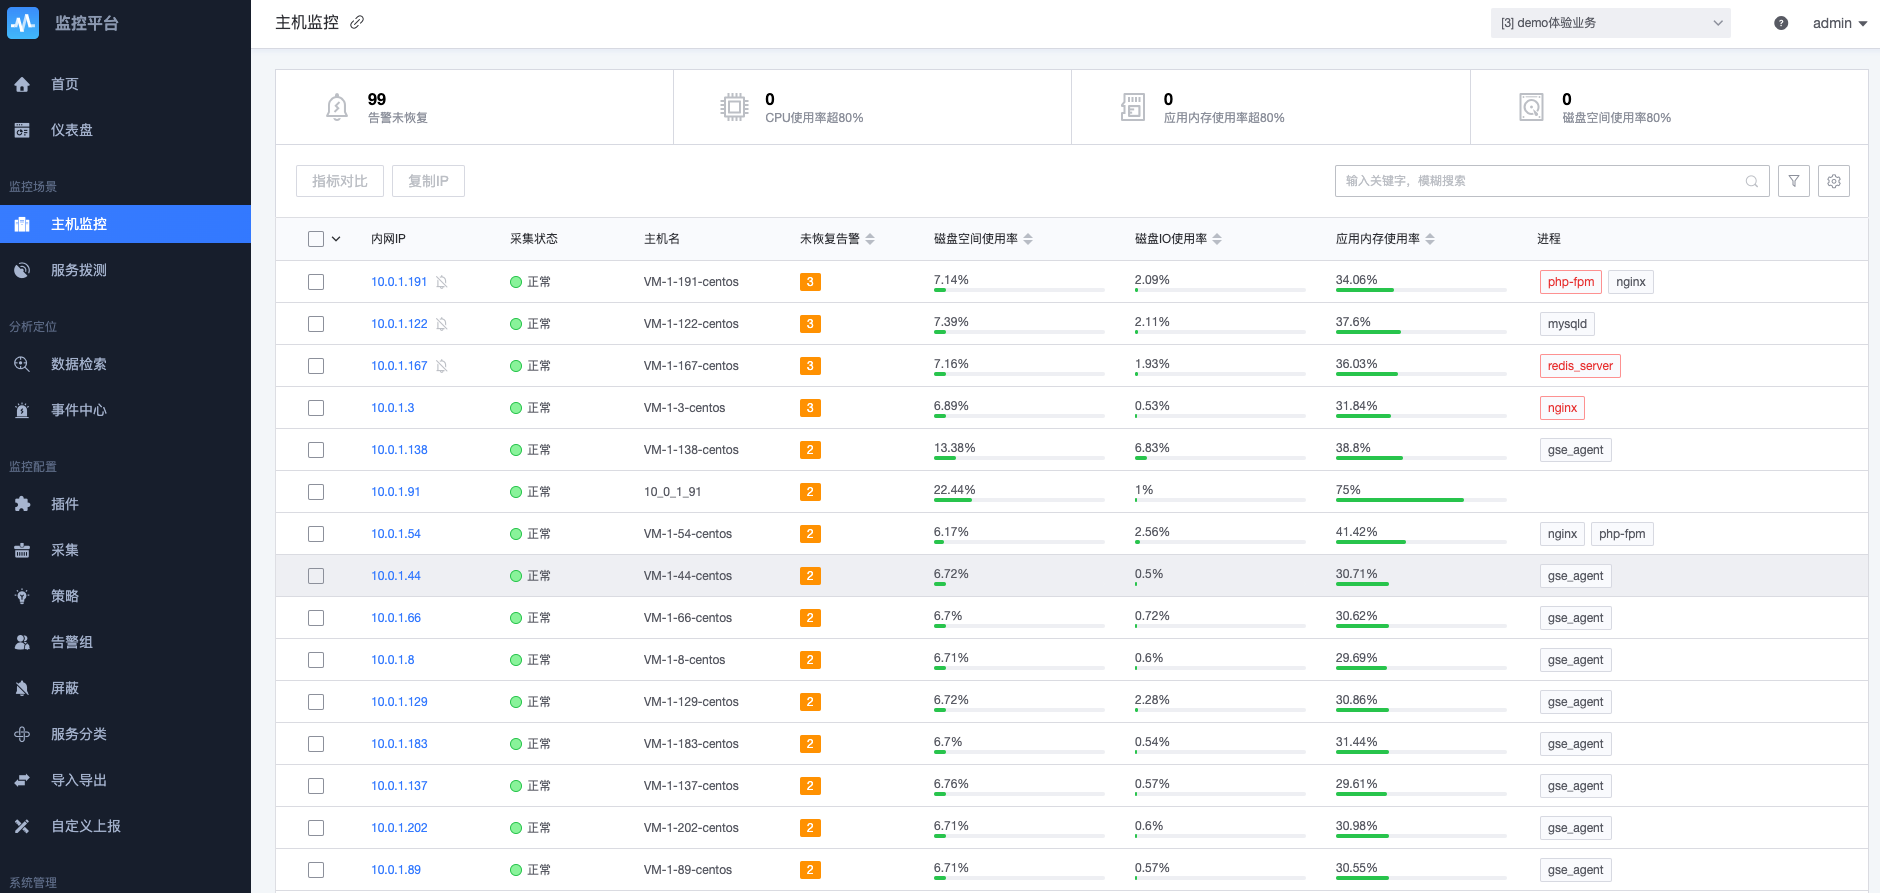 监控平台
主机监控
[3] demo体验业务
admin
首页
仪表盘
监控场景
主机监控
服务拨测
分析定位
数据检索
事件中心
监控配置
插件
采集
策略
告警组
屏蔽
服务分类
导入导出
自定义上报
系统管理
99
告警未恢复
0
CPU使用率超80%
0
应用内存使用率超80%
0
磁盘空间使用率80%
指标对比 复制IP
输入关键字，模糊搜索
内网IP 采集状态 主机名 未恢复告警 磁盘空间使用率 磁盘IO使用率 应用内存使用率 进程
10.0.1.191 正常 VM-1-191-centos 3 7.14% 2.09% 34.06% php-fpm nginx
10.0.1.122 正常 VM-1-122-centos 3 7.39% 2.11% 37.6% mysqld
10.0.1.167 正常 VM-1-167-centos 3 7.16% 1.93% 36.03% redis_server
10.0.1.3 正常 VM-1-3-centos 3 6.89% 0.53% 31.84% nginx
10.0.1.138 正常 VM-1-138-centos 2 13.38% 6.83% 38.8% gse_agent
10.0.1.91 正常 10_0_1_91 2 22.44% 1% 75%
10.0.1.54 正常 VM-1-54-centos 2 6.17% 2.56% 41.42% nginx php-fpm
10.0.1.44 正常 VM-1-44-centos 2 6.72% 0.5% 30.71% gse_agent
10.0.1.66 正常 VM-1-66-centos 2 6.7% 0.72% 30.62% gse_agent
10.0.1.8 正常 VM-1-8-centos 2 6.71% 0.6% 29.69% gse_agent
10.0.1.129 正常 VM-1-129-centos 2 6.72% 2.28% 30.86% gse_agent
10.0.1.183 正常 VM-1-183-centos 2 6.7% 0.54% 31.44% gse_agent
10.0.1.137 正常 VM-1-137-centos 2 6.76% 0.57% 29.61% gse_agent
10.0.1.202 正常 VM-1-202-centos 2 6.71% 0.6% 30.98% gse_agent
10.0.1.89 正常 VM-1-89-centos 2 6.71% 0.57% 30.55% gse_agent